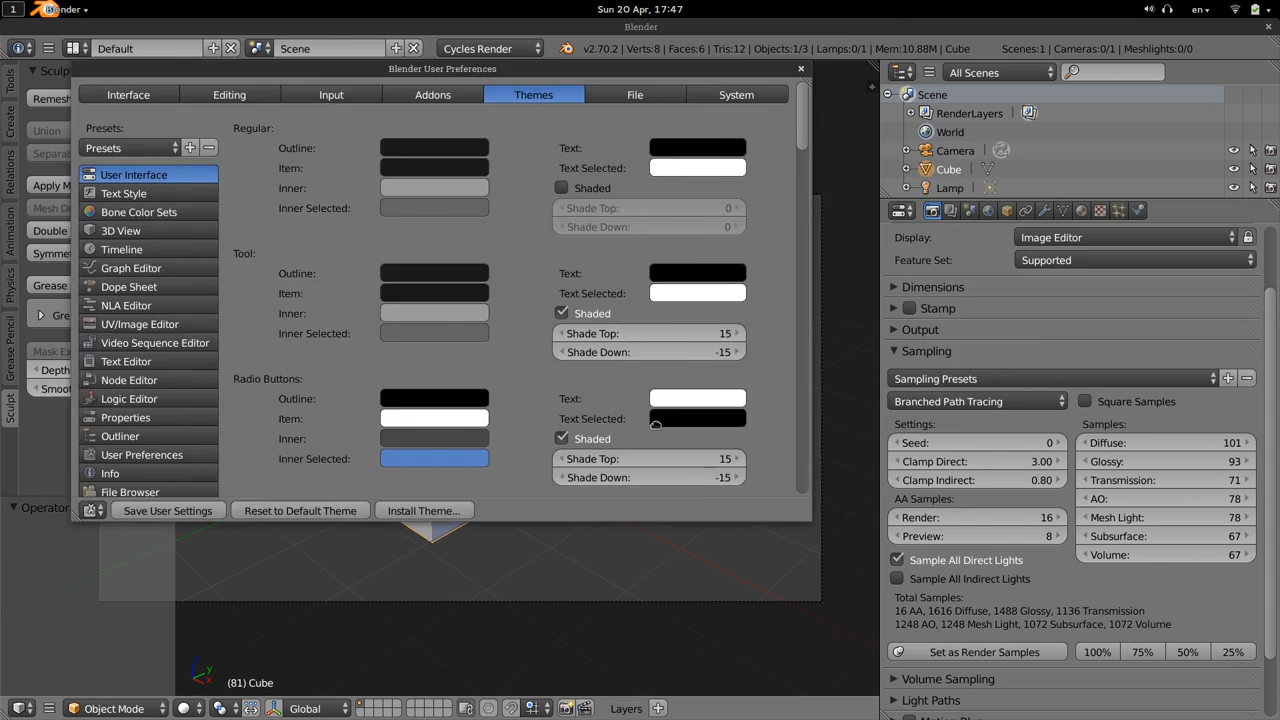 1 Blender Sun 20 Apr, 17:47 en
Blender
Default Scene Cycles Render v2.70.2 | Verts:8 | Faces:6 | Tris:12 | Objects:1/3 | Lamps:0/1 | Mem:10.88M | Cube Scenes:1 | Cameras:0/1 | Meshlights:0/0
Blender User Preferences
Interface Editing Input Addons Themes File System
Presets:
Presets
User Interface
Text Style
Bone Color Sets
3D View
Timeline
Graph Editor
Dope Sheet
NLA Editor
UV/Image Editor
Video Sequence Editor
Text Editor
Node Editor
Logic Editor
Properties
Outliner
User Preferences
Info
File Browser
Regular:
Outline:
Item:
Inner:
Inner Selected:
Text:
Text Selected:
Shaded
Shade Top: 0
Shade Down: 0
Tool:
Outline:
Item:
Inner:
Inner Selected:
Text:
Text Selected:
Shaded
Shade Top: 15
Shade Down: -15
Radio Buttons:
Outline:
Item:
Inner:
Inner Selected:
Text:
Text Selected:
Shaded
Shade Top: 15
Shade Down: -15
Save User Settings Reset to Default Theme Install Theme...
Tools
Create
Relations
Animation
Physics
Grease Pencil
Sculpt
Sculp
Remesh
Union
Separat
Apply M
Mesh De
Double
Symmet
Grease
Gre
Mask Ex
Depth
Smoo
Operator
(81) Cube
Object Mode Global Layers
All Scenes
Scene
RenderLayers
World
Camera
Cube
Lamp
Display: Image Editor
Feature Set: Supported
Dimensions
Stamp
Output
Sampling
Sampling Presets
Branched Path Tracing Square Samples
Settings:
Seed: 0
Clamp Direct: 3.00
Clamp Indirect: 0.80
AA Samples:
Render: 16
Preview: 8
Samples:
Diffuse: 101
Glossy: 93
Transmission: 71
AO: 78
Mesh Light: 78
Subsurface: 67
Volume: 67
Sample All Direct Lights
Sample All Indirect Lights
Total Samples:
16 AA, 1616 Diffuse, 1488 Glossy, 1136 Transmission
1248 AO, 1248 Mesh Light, 1072 Subsurface, 1072 Volume
Set as Render Samples 100% 75% 50% 25%
Volume Sampling
Light Paths